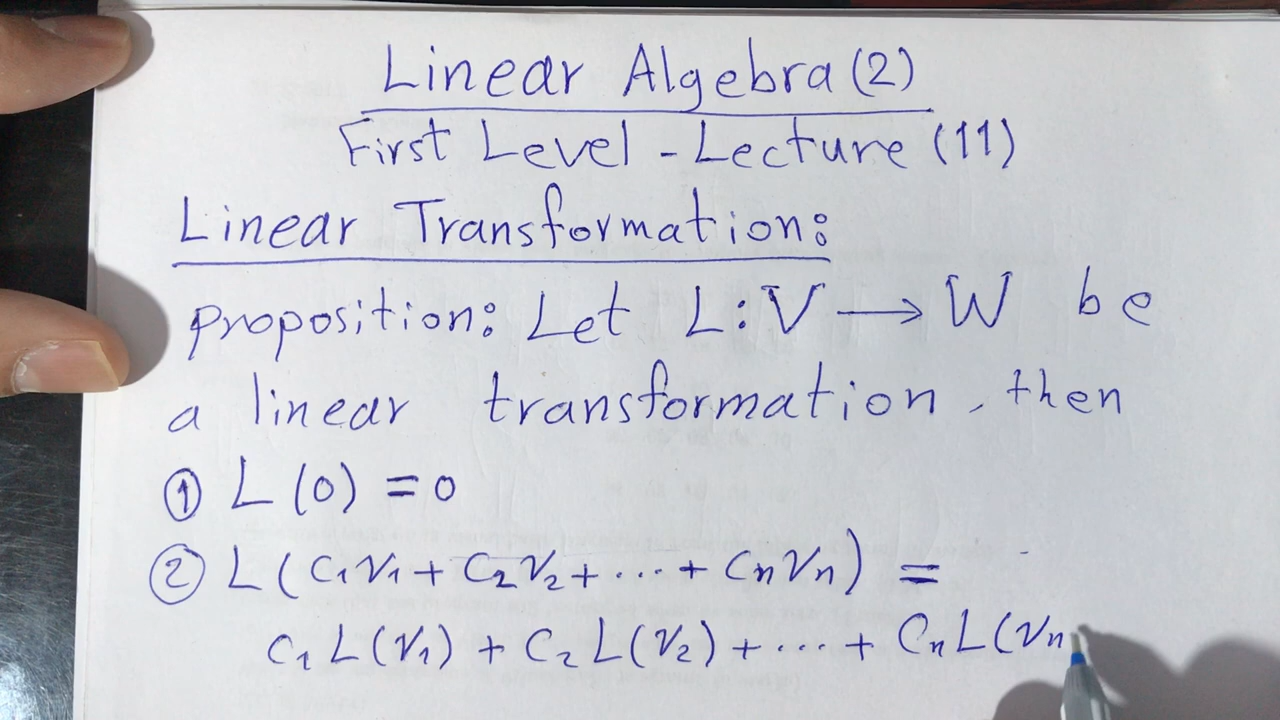 Linear Algebra (2)
First Level - Lecture (11)
Linear Transformation:
proposition: Let L:V → W be
a linear transformation, then
① L(0) = 0
② L(c₁v₁ + c₂v₂ + ... + cₙvₙ) =
c₁L(v₁) + c₂L(v₂) + ... + cₙL(vₙ